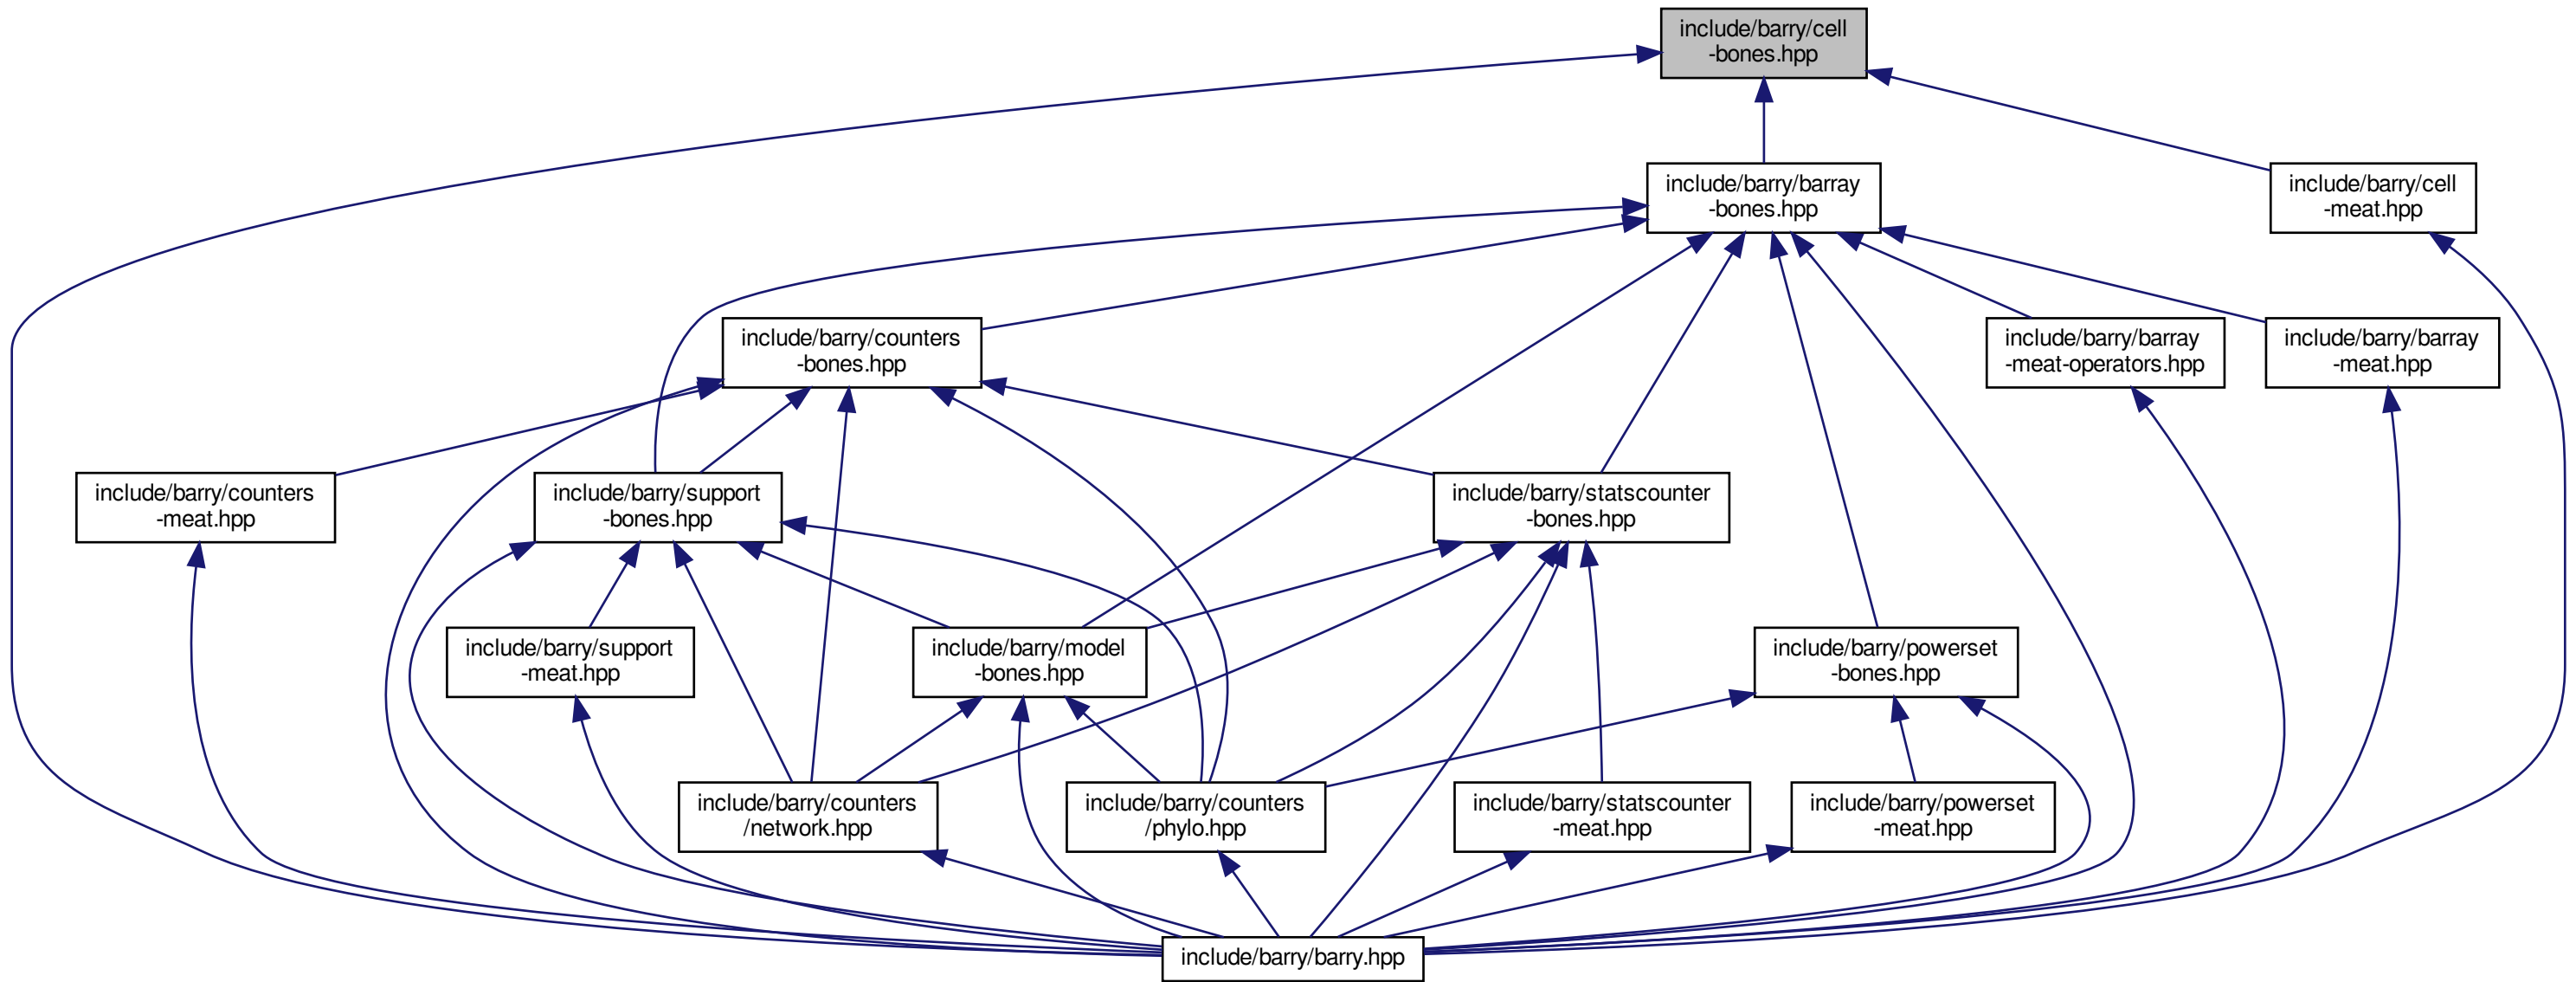 include/barry/cell
-bones.hpp
include/barry/barray
-bones.hpp
include/barry/cell
-meat.hpp
include/barry/counters
-bones.hpp
include/barry/barray
-meat-operators.hpp
include/barry/barray
-meat.hpp
include/barry/counters
-meat.hpp
include/barry/support
-bones.hpp
include/barry/statscounter
-bones.hpp
include/barry/support
-meat.hpp
include/barry/model
-bones.hpp
include/barry/powerset
-bones.hpp
include/barry/counters
/network.hpp
include/barry/counters
/phylo.hpp
include/barry/statscounter
-meat.hpp
include/barry/powerset
-meat.hpp
include/barry/barry.hpp